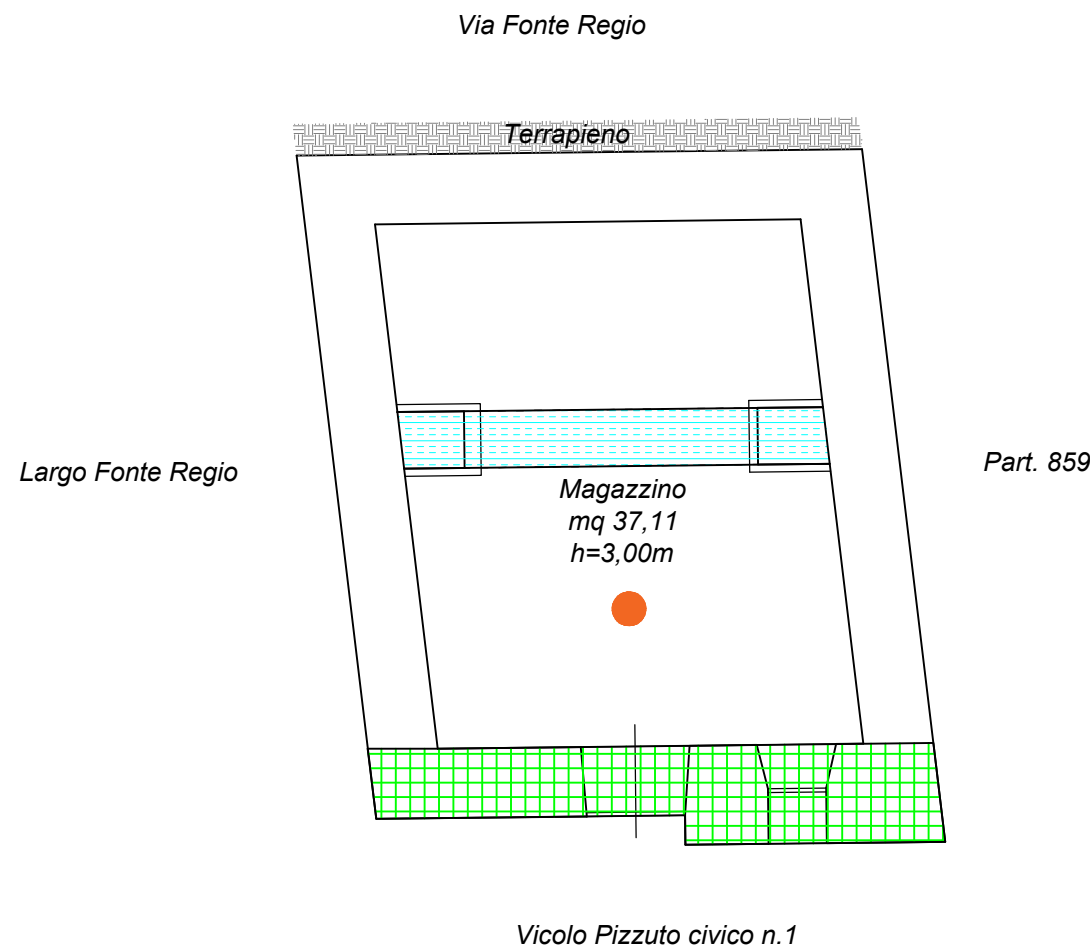 Via Fonte Regio
Terrapieno
Largo Fonte Regio
Part. 859
Magazzino
mq 37,11
h=3,00m
Vicolo Pizzuto civico n.1